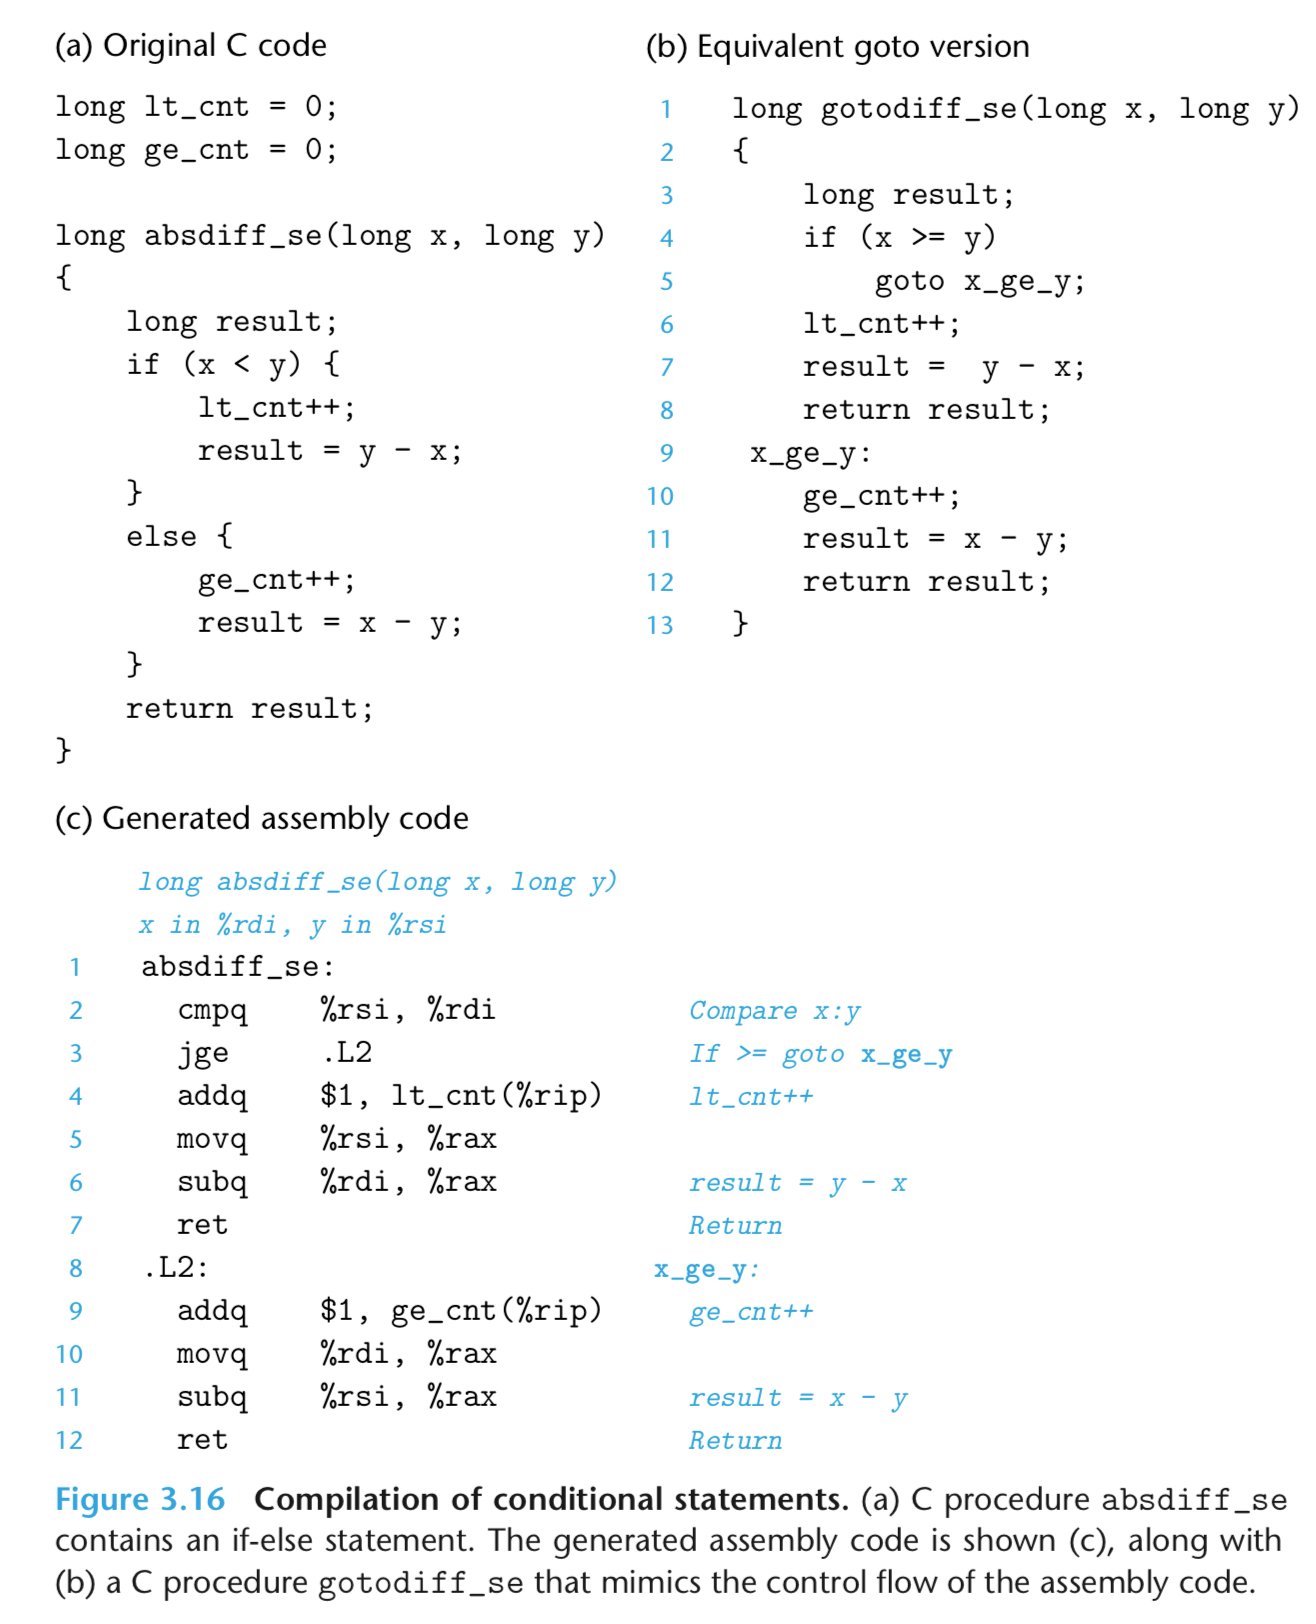 (a) Original C code
long lt_cnt = 0;
long ge_cnt = 0;

long absdiff_se(long x, long y)
{
    long result;
    if (x < y) {
        lt_cnt++;
        result = y - x;
    }
    else {
        ge_cnt++;
        result = x - y;
    }
    return result;
}
(b) Equivalent goto version
1   long gotodiff_se(long x, long y)
2   {
3       long result;
4       if (x >= y)
5           goto x_ge_y;
6       lt_cnt++;
7       result =  y - x;
8       return result;
9    x_ge_y:
10      ge_cnt++;
11      result = x - y;
12      return result;
13  }
(c) Generated assembly code
    long absdiff_se(long x, long y)
    x in %rdi, y in %rsi
1   absdiff_se:
2     cmpq    %rsi, %rdi            Compare x:y
3     jge     .L2                   If >= goto x_ge_y
4     addq    $1, lt_cnt(%rip)      lt_cnt++
5     movq    %rsi, %rax
6     subq    %rdi, %rax            result = y - x
7     ret                           Return
8   .L2:                          x_ge_y:
9     addq    $1, ge_cnt(%rip)      ge_cnt++
10    movq    %rdi, %rax
11    subq    %rsi, %rax            result = x - y
12    ret                           Return
Figure 3.16 Compilation of conditional statements. (a) C procedure absdiff_se
contains an if-else statement. The generated assembly code is shown (c), along with
(b) a C procedure gotodiff_se that mimics the control flow of the assembly code.